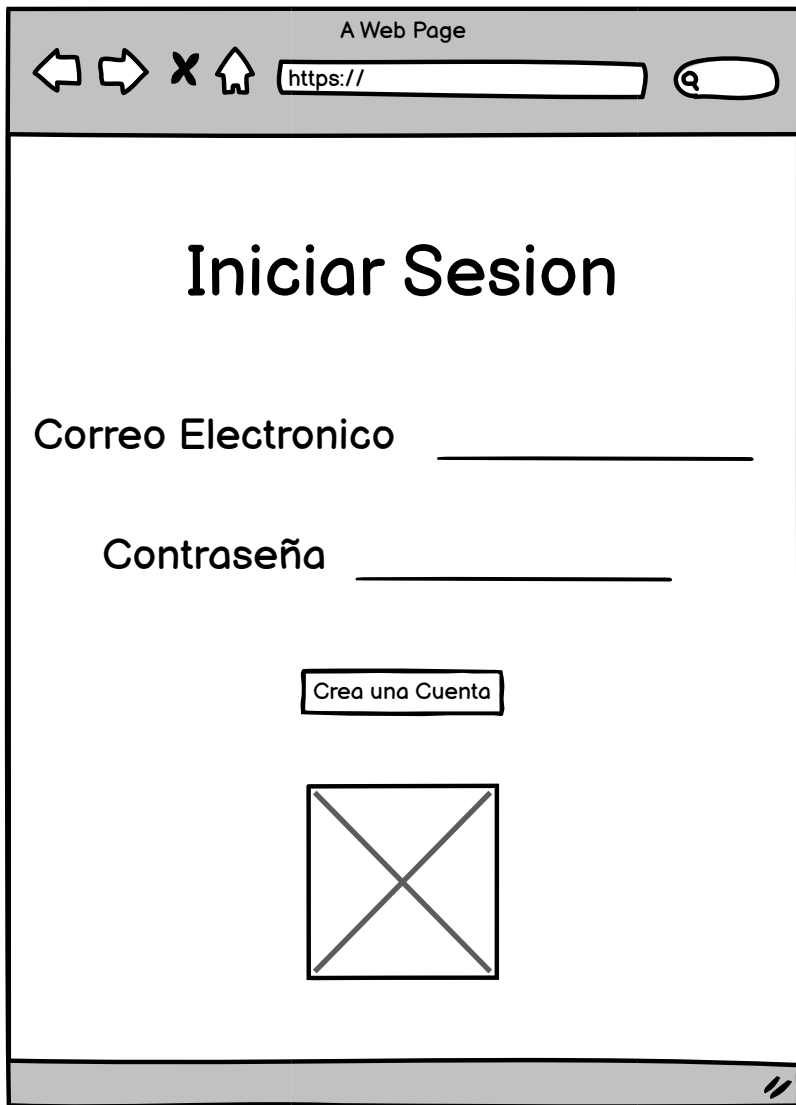 A Web Page
https://
Iniciar Sesion
Correo Electronico
Contraseña
Crea una Cuenta